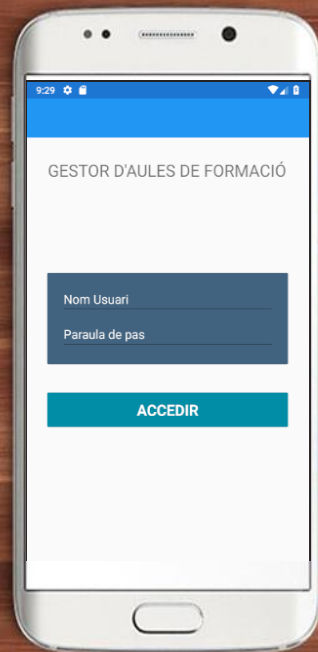 9:29
GESTOR D'AULES DE FORMACIÓ
Nom Usuari
Paraula de pas
ACCEDIR